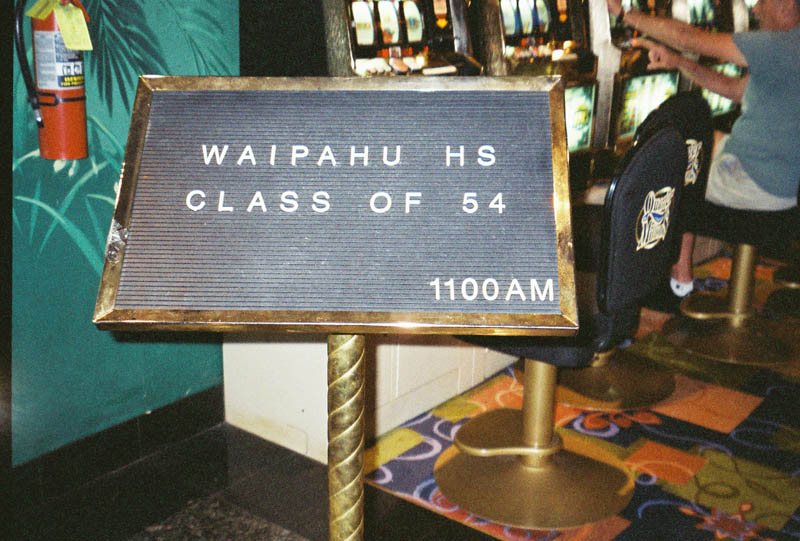 WAIPAHU HS
CLASS OF 54
1100AM